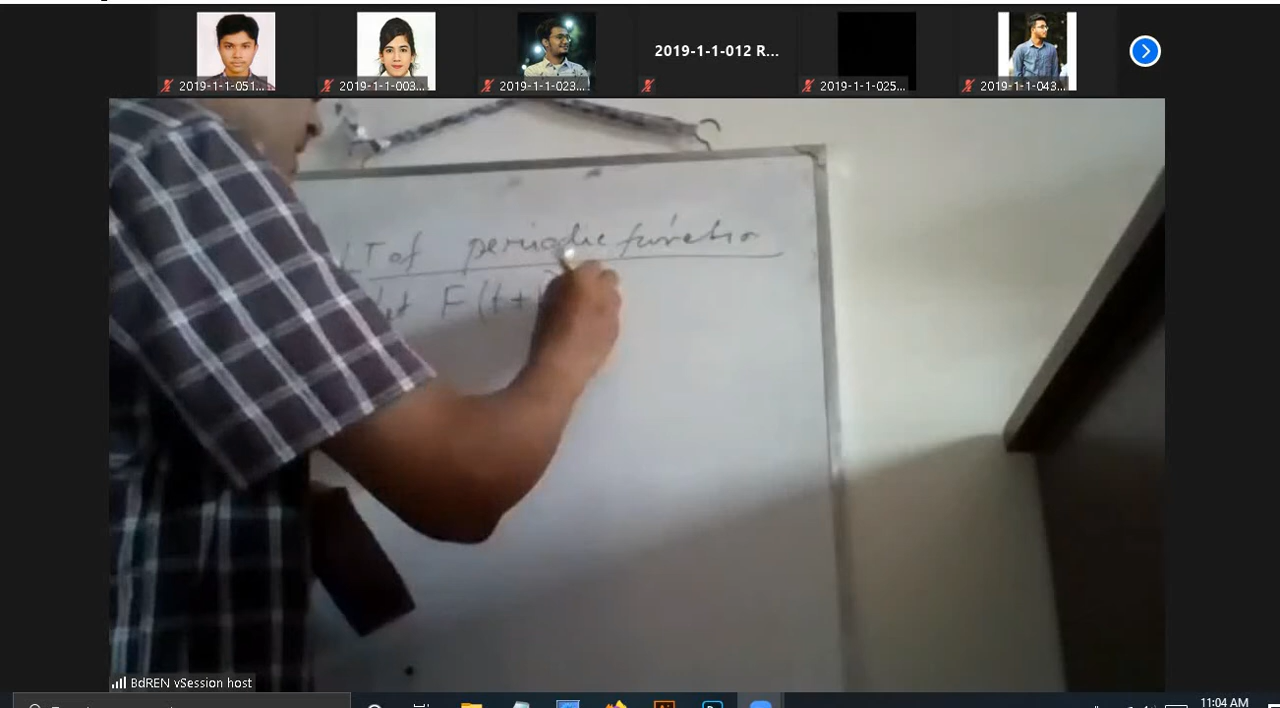 2019-1-1-012 R...
2019-1-1-051...
2019-1-1-003...
2019-1-1-023...
2019-1-1-025...
2019-1-1-043...
LT of periodic functio
let F(t+
BdREN vSession host
11:04 AM